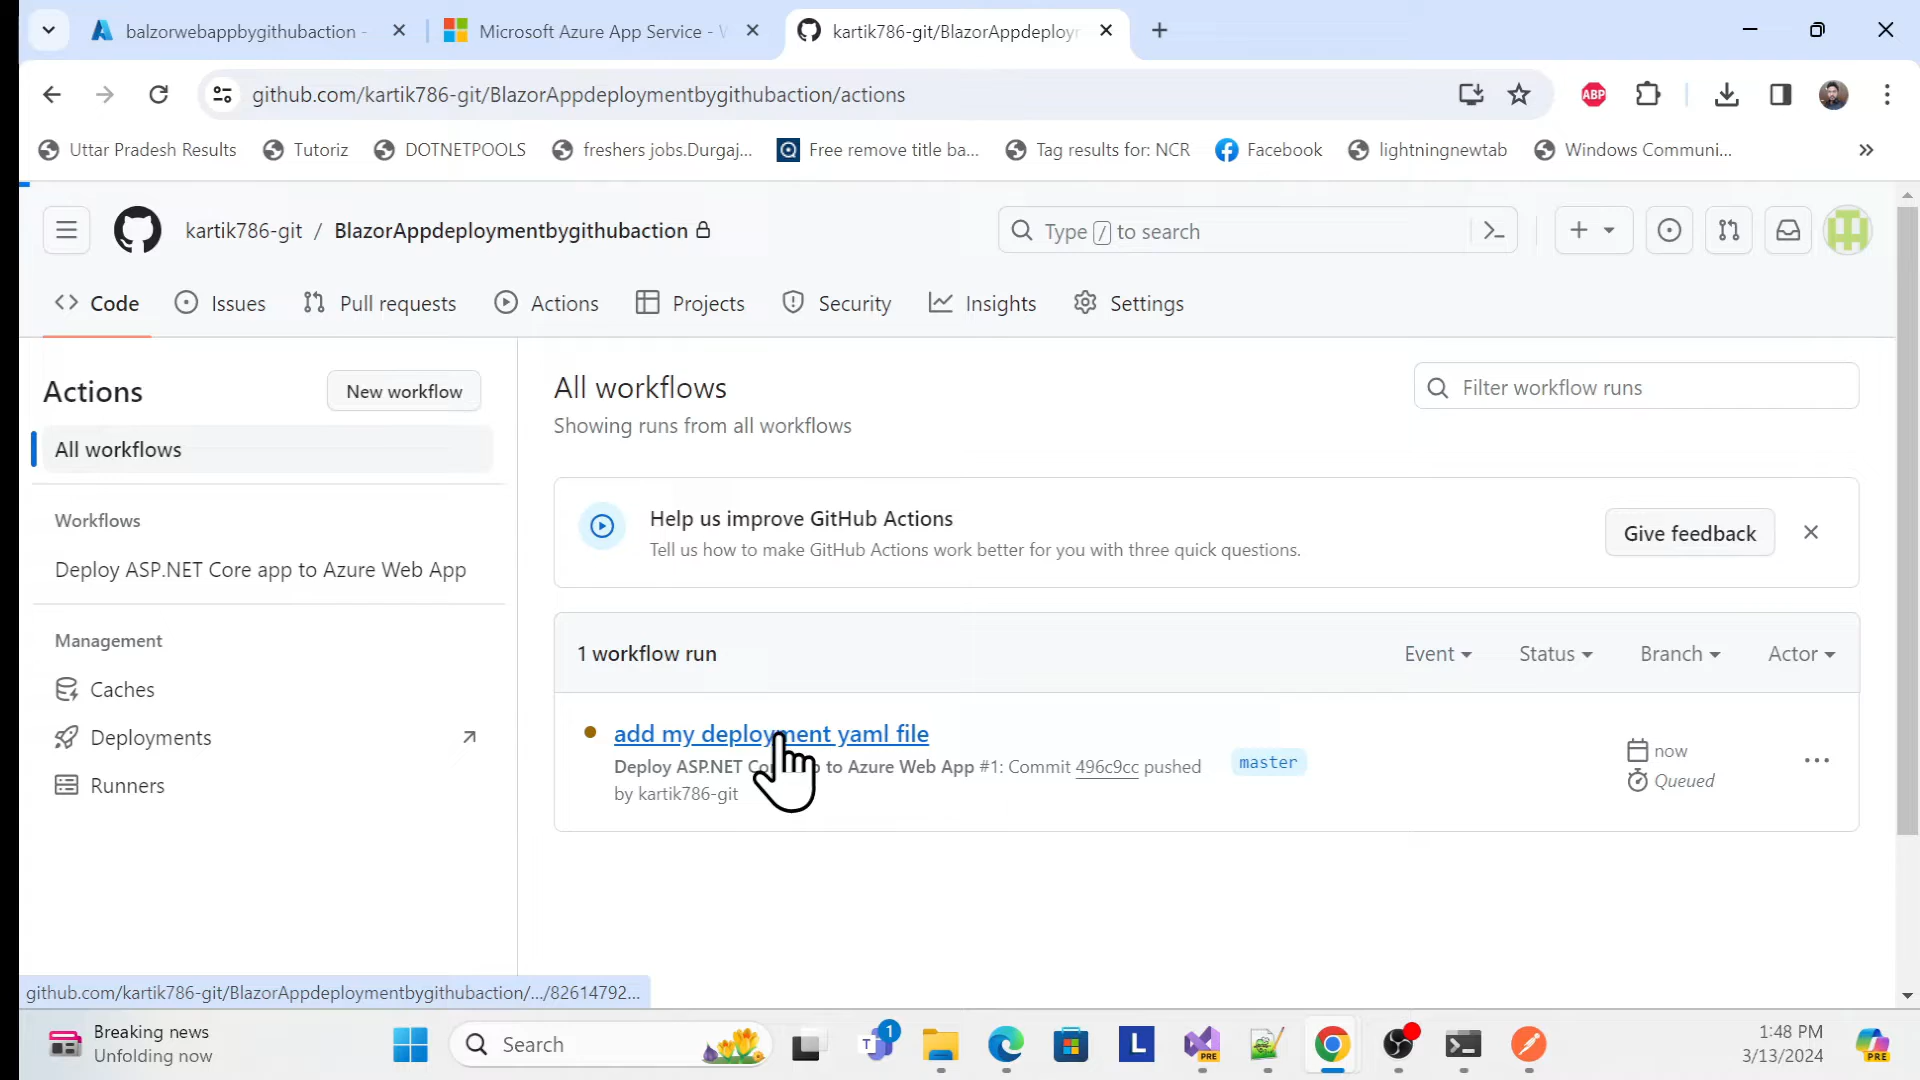 balzorwebappbygithubaction -
Microsoft Azure App Service -
kartik786-git/BlazorAppdeploy
github.com/kartik786-git/BlazorAppdeploymentbygithubaction/actions
ABP
Uttar Pradesh Results
Tutoriz
DOTNETPOOLS
freshers jobs.Durgaj...
Free remove title ba...
Tag results for: NCR
Facebook
lightningnewtab
Windows Communi...
kartik786-git / BlazorAppdeploymentbygithubaction
Type / to search
Code
Issues
Pull requests
Actions
Projects
Security
Insights
Settings
Actions
New workflow
All workflows
Workflows
Deploy ASP.NET Core app to Azure Web App
Management
Caches
Deployments
Runners
All workflows
Showing runs from all workflows
Filter workflow runs
Help us improve GitHub Actions
Tell us how to make GitHub Actions work better for you with three quick questions.
Give feedback
1 workflow run
Event
Status
Branch
Actor
add my deployment yaml file
Deploy ASP.NET Co p to Azure Web App #1: Commit 496c9cc pushed
by kartik786-git
master
now
Queued
github.com/kartik786-git/BlazorAppdeploymentbygithubaction/.../82614792...
Breaking news
Unfolding now
Search
1
T
L
PRE
1:48 PM
3/13/2024
PRE